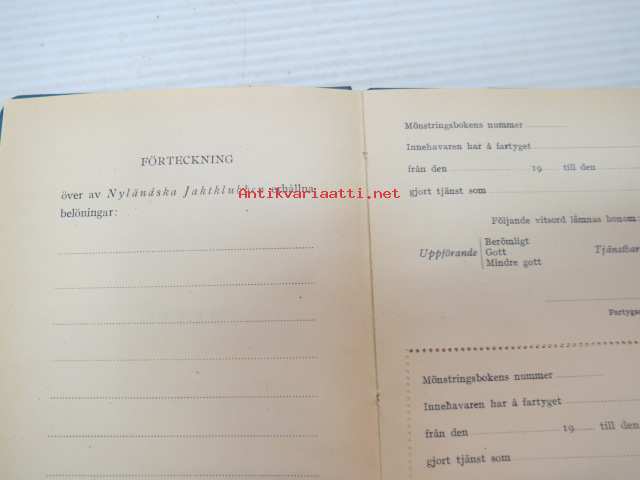 FÖRTECKNING
över av Nyländska Jaktklubben erhållna
belöningar:
Antikvariaatti.net
Mönstringsbokens nummer
Innehavaren har å fartyget
från den 19 till den
gjort tjänst som
Följande vitsord lämnas honom:
Uppförande
Berömligt
Gott
Mindre gott
Mönstringsbokens nummer
Innehavaren har å fartyget
från den 19 till den
gjort tjänst som